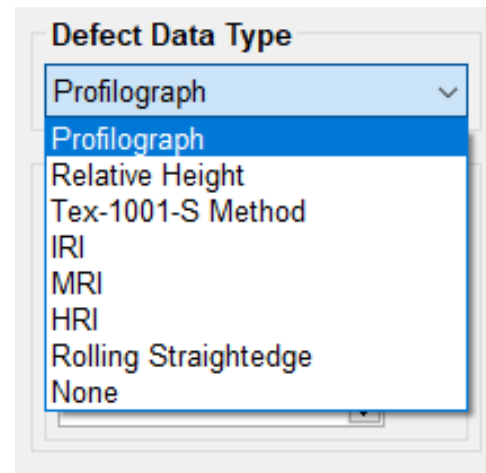 Defect Data Type
Profilograph
Profilograph
Relative Height
Tex-1001-S Method
IRI
MRI
HRI
Rolling Straightedge
None